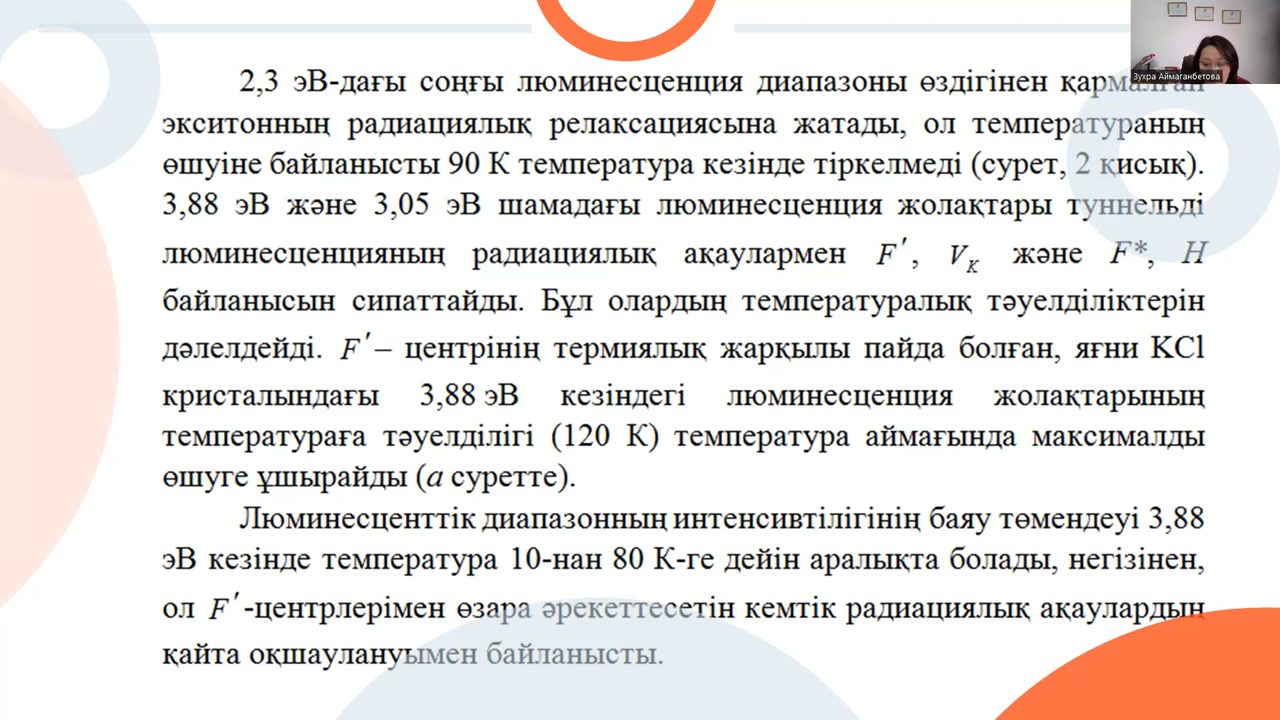 2,3 эВ-дағы соңғы люминесценция диапазоны өздігінен қармалған
экситонның радиациялық релаксациясына жатады, ол температураның
өшуіне байланысты 90 К температура кезінде тіркелмеді (сурет, 2 қисық).
3,88 эВ және 3,05 эВ шамадағы люминесценция жолақтары туннельді
люминесценцияның радиациялық ақаулармен F′, V_K және F*, H
байланысын сипаттайды. Бұл олардың температуралық тәуелділіктерін
дәлелдейді. F′ – центрінің термиялық жарқылы пайда болған, яғни KCl
кристалындағы 3,88 эВ кезіндегі люминесценция жолақтарының
температураға тәуелділігі (120 К) температура аймағында максималды
өшуге ұшырайды (а суретте).
Люминесценттік диапазонның интенсивтілігінің баяу төмендеуі 3,88
эВ кезінде температура 10-нан 80 К-ге дейін аралықта болады, негізінен,
ол F′-центрлерімен өзара әрекеттесетін кемтік радиациялық ақаулардың
қайта оқшаулануымен байланысты.
Зухра Аймаганбетова